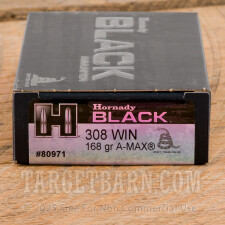 BLACK
Hornady
H BLACK
308 WIN
168 gr A-MAX®
#80971
TARGETBARN.COM